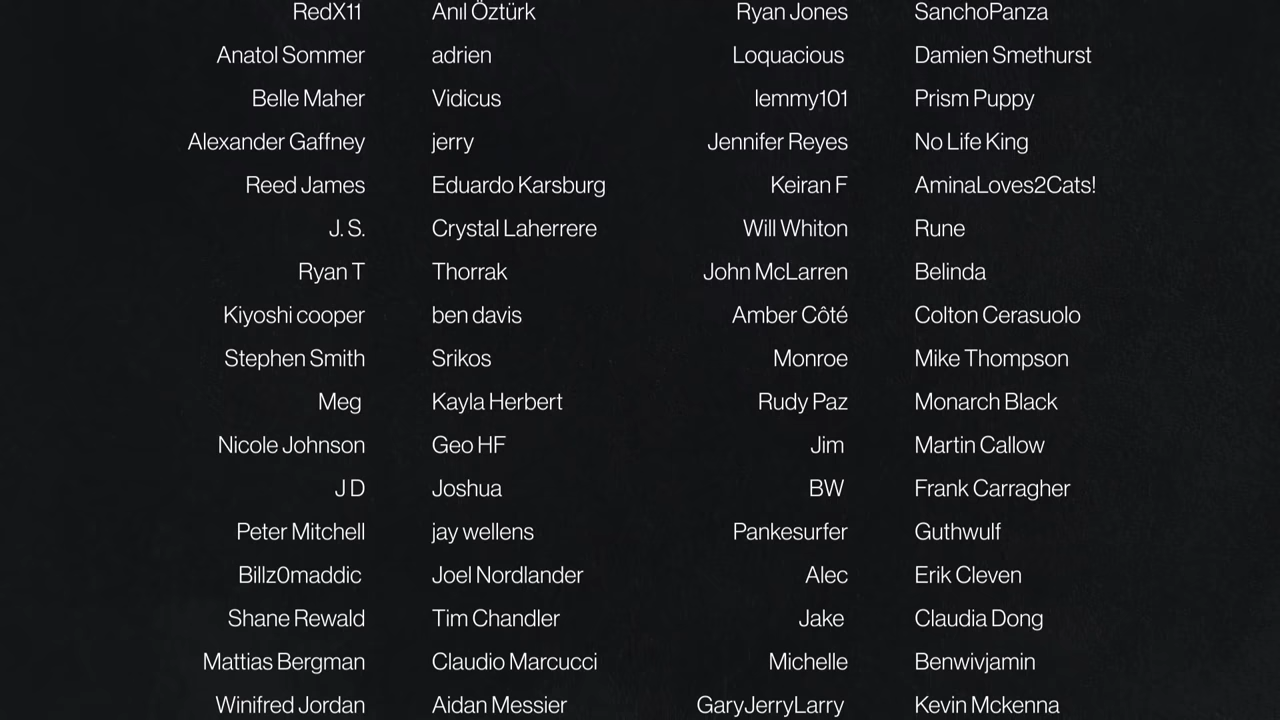 RedX11 Anıl Öztürk Ryan Jones SanchoPanza
Anatol Sommer adrien Loquacious Damien Smethurst
Belle Maher Vidicus lemmy101 Prism Puppy
Alexander Gaffney jerry Jennifer Reyes No Life King
Reed James Eduardo Karsburg Keiran F AminaLoves2Cats!
J. S. Crystal Laherrere Will Whiton Rune
Ryan T Thorrak John McLarren Belinda
Kiyoshi cooper ben davis Amber Côté Colton Cerasuolo
Stephen Smith Srikos Monroe Mike Thompson
Meg Kayla Herbert Rudy Paz Monarch Black
Nicole Johnson Geo HF Jim Martin Callow
J D Joshua BW Frank Carragher
Peter Mitchell jay wellens Pankesurfer Guthwulf
Billz0maddic Joel Nordlander Alec Erik Cleven
Shane Rewald Tim Chandler Jake Claudia Dong
Mattias Bergman Claudio Marcucci Michelle Benwivjamin
Winifred Jordan Aidan Messier GaryJerryLarry Kevin Mckenna